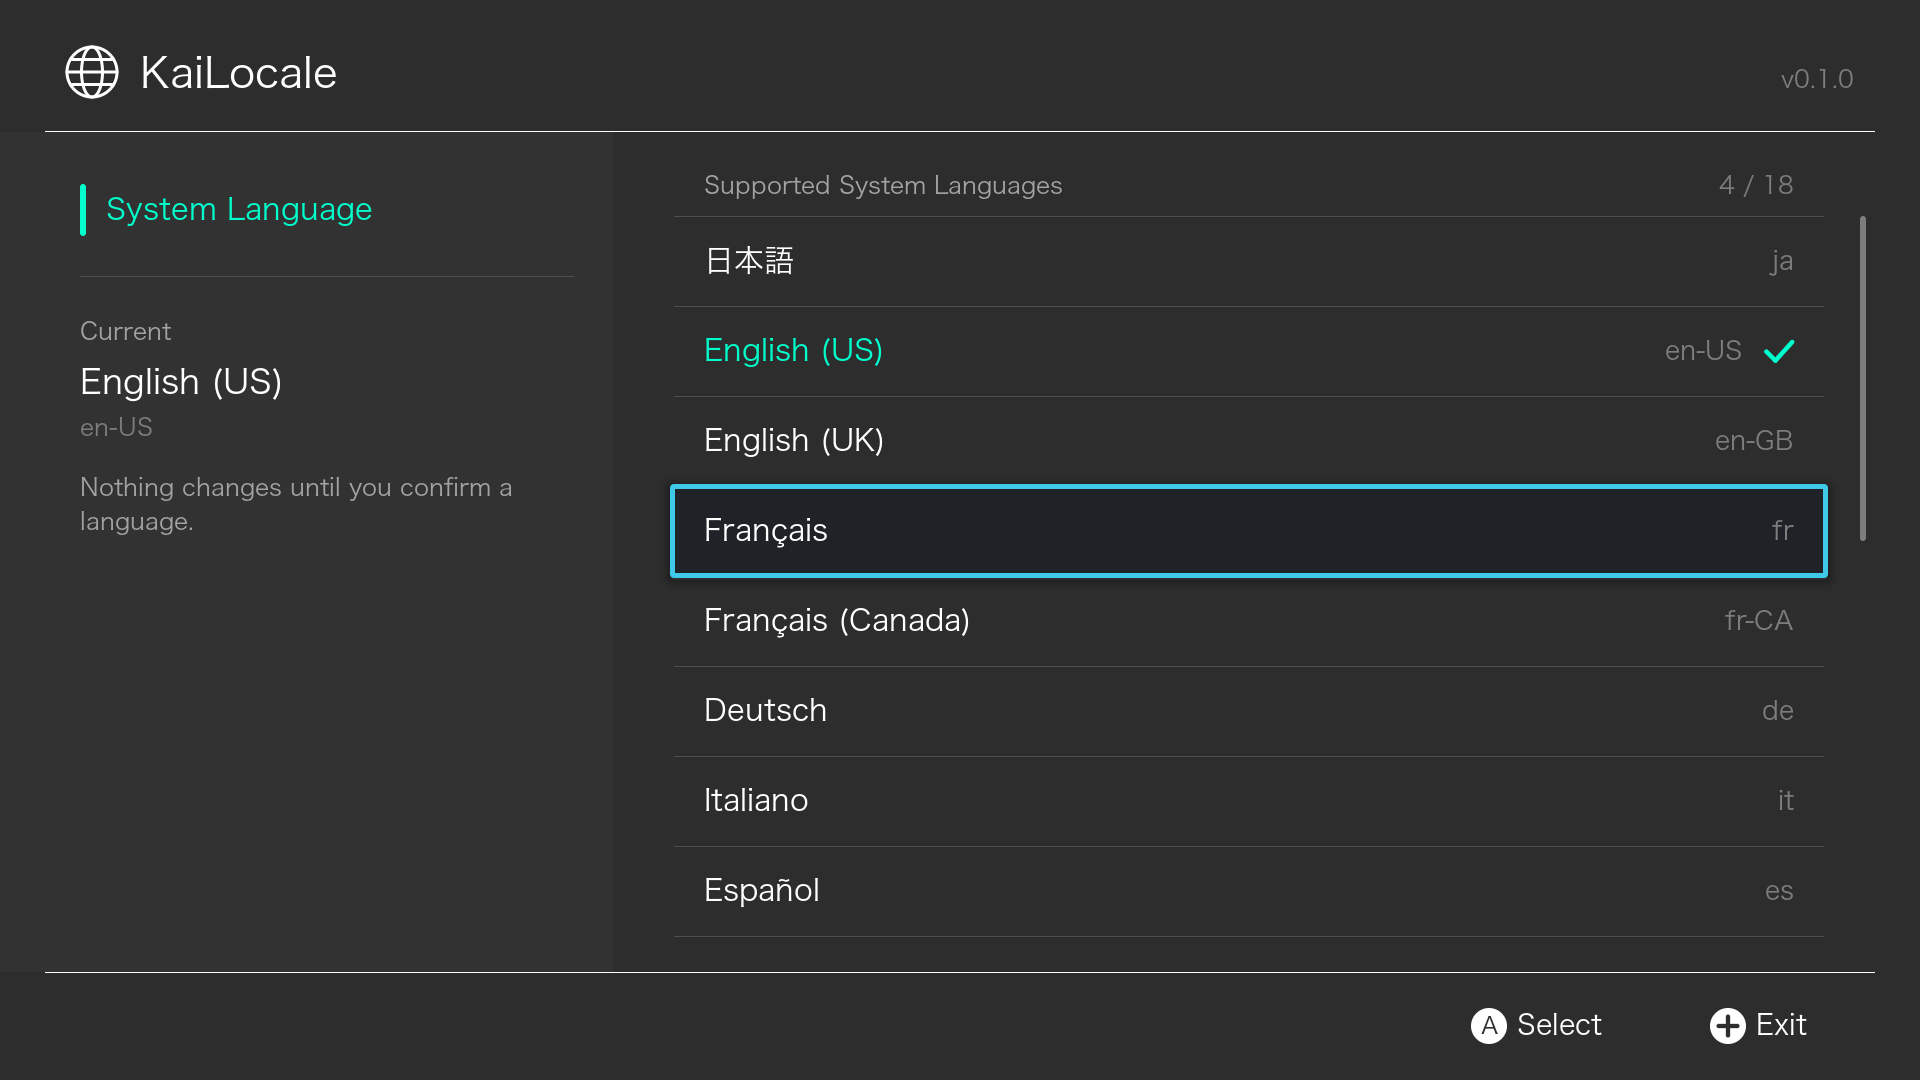 KaiLocale
v0.1.0
System Language
Current
English (US)
en-US
Nothing changes until you confirm a
language.
Supported System Languages
4 / 18
日本語
ja
English (US)
en-US
English (UK)
en-GB
Français
fr
Français (Canada)
fr-CA
Deutsch
de
Italiano
it
Español
es
A Select
Exit